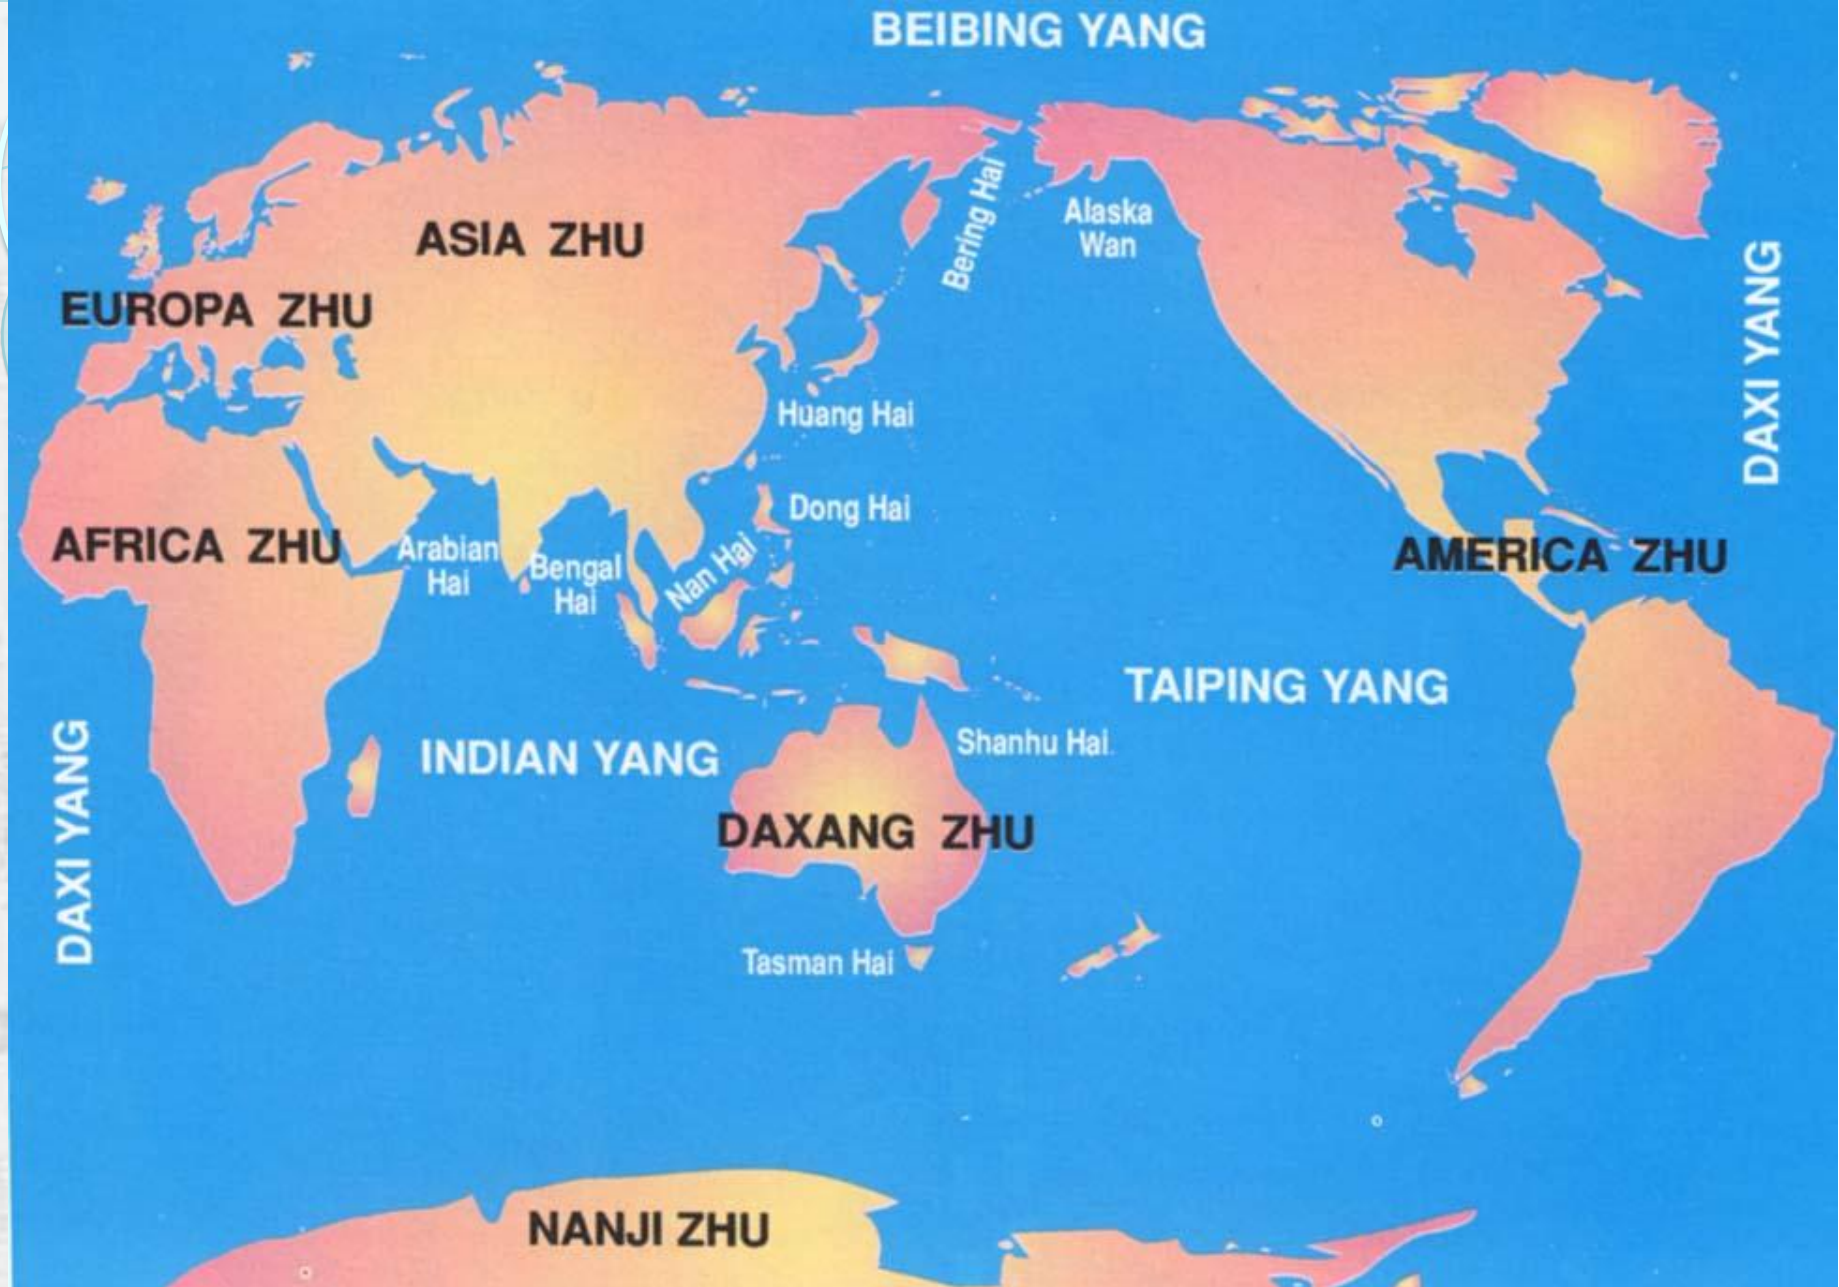 BEIBING YANG
Bering Hai
Alaska
Wan
ASIA ZHU
EUROPA ZHU
DAXI YANG
Huang Hai
Dong Hai
AFRICA ZHU
Arabian
Hai
Bengal
Hai
Nan Hai
AMERICA ZHU
TAIPING YANG
INDIAN YANG
Shanhu Hai
DAXI YANG
DAXANG ZHU
Tasman Hai
NANJI ZHU